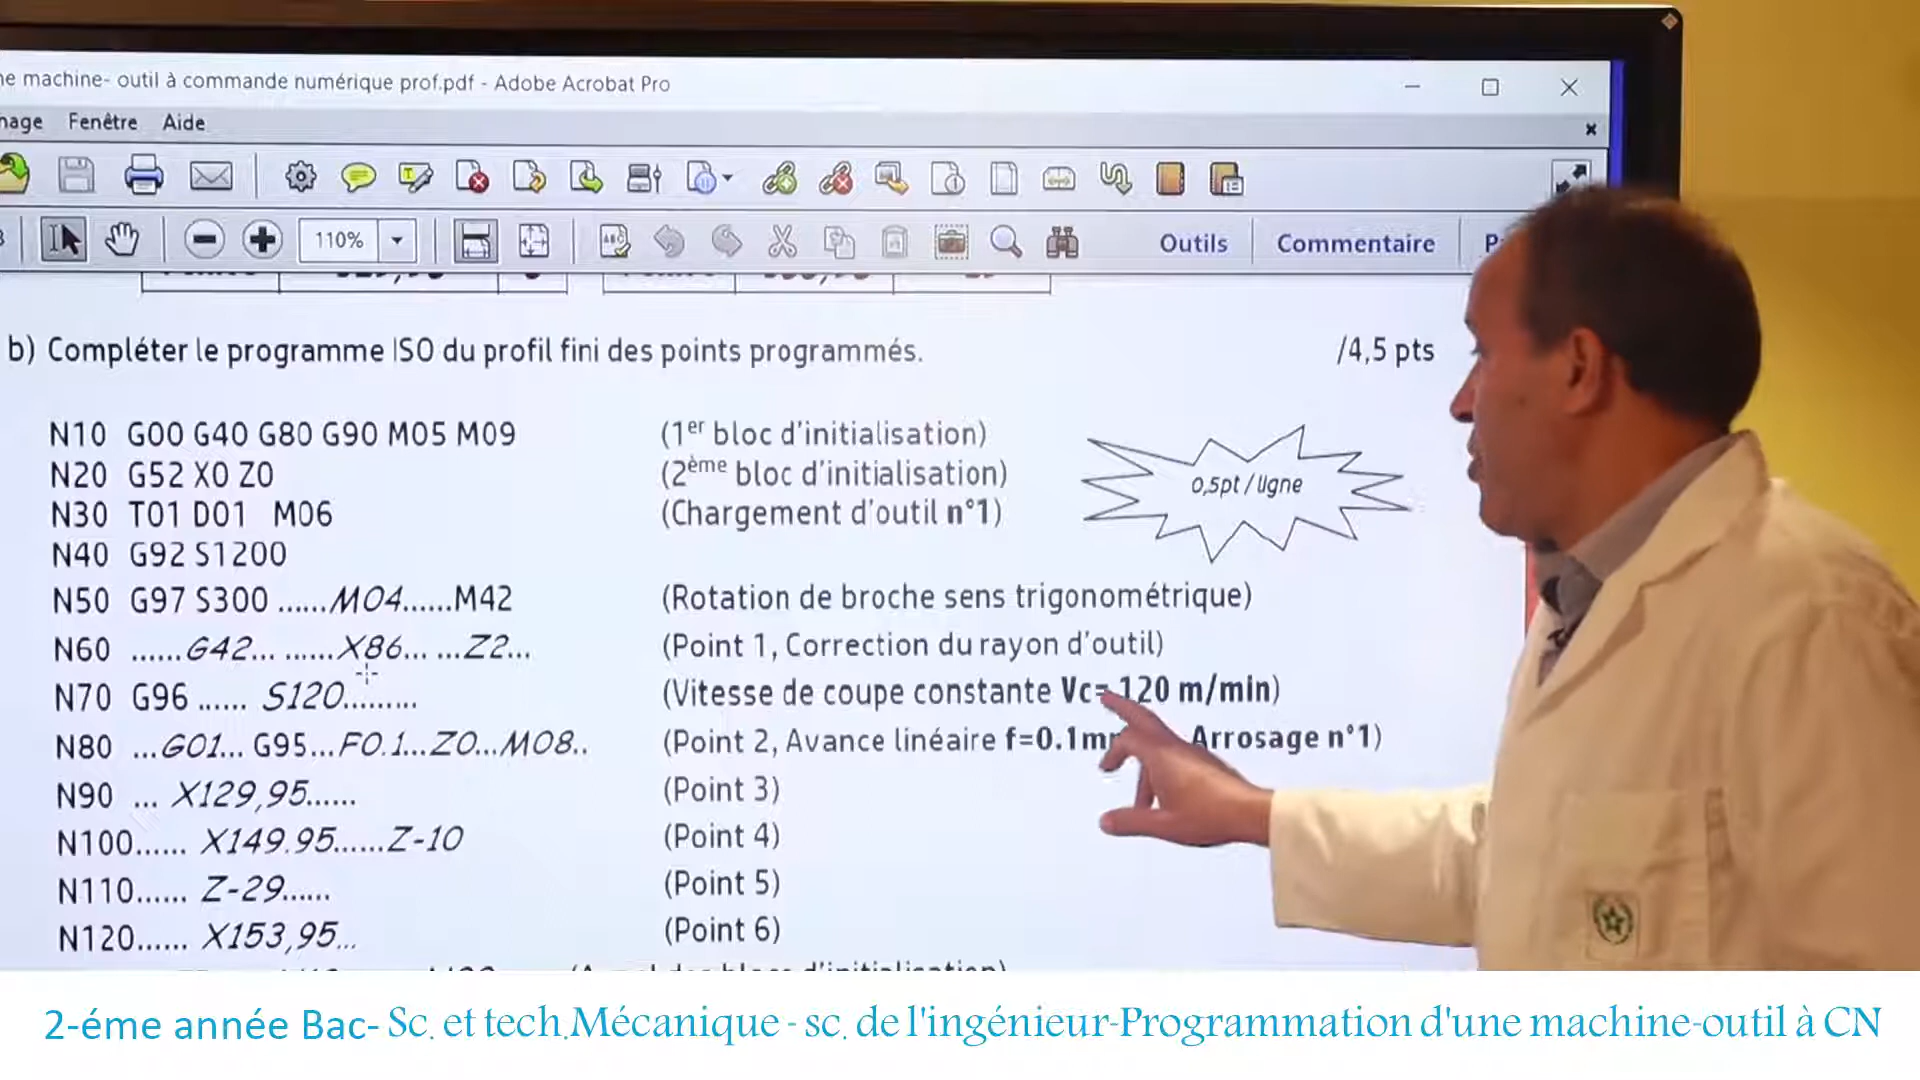 ne machine- outil à commande numérique prof.pdf - Adobe Acrobat Pro
Fenêtre Aide
110% Outils Commentaire
b) Compléter le programme ISO du profil fini des points programmés. /4,5 pts
N10 G00 G40 G80 G90 M05 M09 (1er bloc d'initialisation)
N20 G52 X0 Z0 (2ème bloc d'initialisation)
0,5pt / ligne
N30 T01 D01 M06 (Chargement d'outil n°1)
N40 G92 S1200
N50 G97 S300 ......M04......M42 (Rotation de broche sens trigonométrique)
N60 ......G42... ......X86... ...Z2... (Point 1, Correction du rayon d'outil)
N70 G96 ...... S120......... (Vitesse de coupe constante Vc= 120 m/min)
N80 ...G01... G95...F0.1...Z0...M08.. (Point 2, Avance linéaire f=0.1m Arrosage n°1)
N90 ... X129,95...... (Point 3)
N100...... X149.95......Z-10 (Point 4)
N110...... Z-29...... (Point 5)
N120...... X153,95... (Point 6)
2-éme année Bac- Sc. et tech.Mécanique - sc. de l'ingénieur-Programmation d'une machine-outil à CN